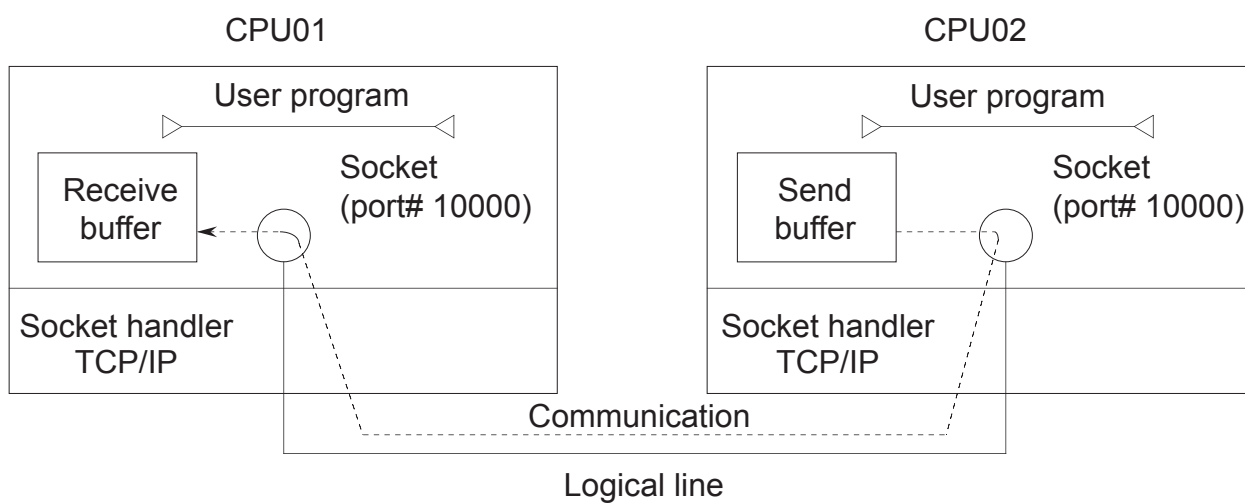 CPU01
CPU02
User program
User program
Receive
buffer
Socket
(port# 10000)
Send
buffer
Socket
(port# 10000)
Socket handler
TCP/IP
Socket handler
TCP/IP
Communication
Logical line